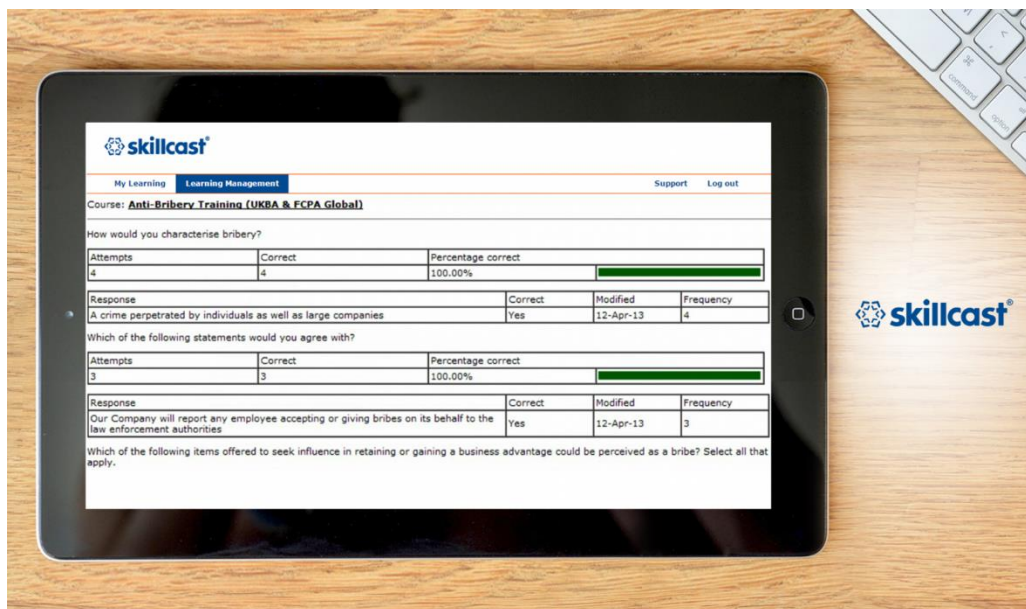 skillcast®
My Learning Learning Management Support Log out
Course: Anti-Bribery Training (UKBA & FCPA Global)
How would you characterise bribery?
Attempts Correct Percentage correct
4 4 100.00%
Response Correct Modified Frequency
A crime perpetrated by individuals as well as large companies Yes 12-Apr-13 4
Which of the following statements would you agree with?
Attempts Correct Percentage correct
3 3 100.00%
Response Correct Modified Frequency
Our Company will report any employee accepting or giving bribes on its behalf to the
law enforcement authorities Yes 12-Apr-13 3
Which of the following items offered to seek influence in retaining or gaining a business advantage could be perceived as a bribe? Select all that
apply.
skillcast®
command
option